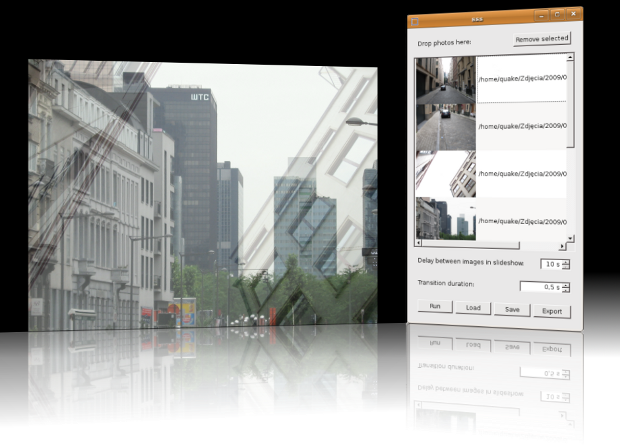 WTC
Drop photos here:
Remove selected
/home/quake/Zdjęcia/2009/0
/home/quake/Zdjęcia/2009/0
/home/quake/Zdjęcia/2009/0
/home/quake/Zdjęcia/2009/0
Delay between images in slideshow
10 s
Transition duration:
0,5 s
Run
Load
Save
Export